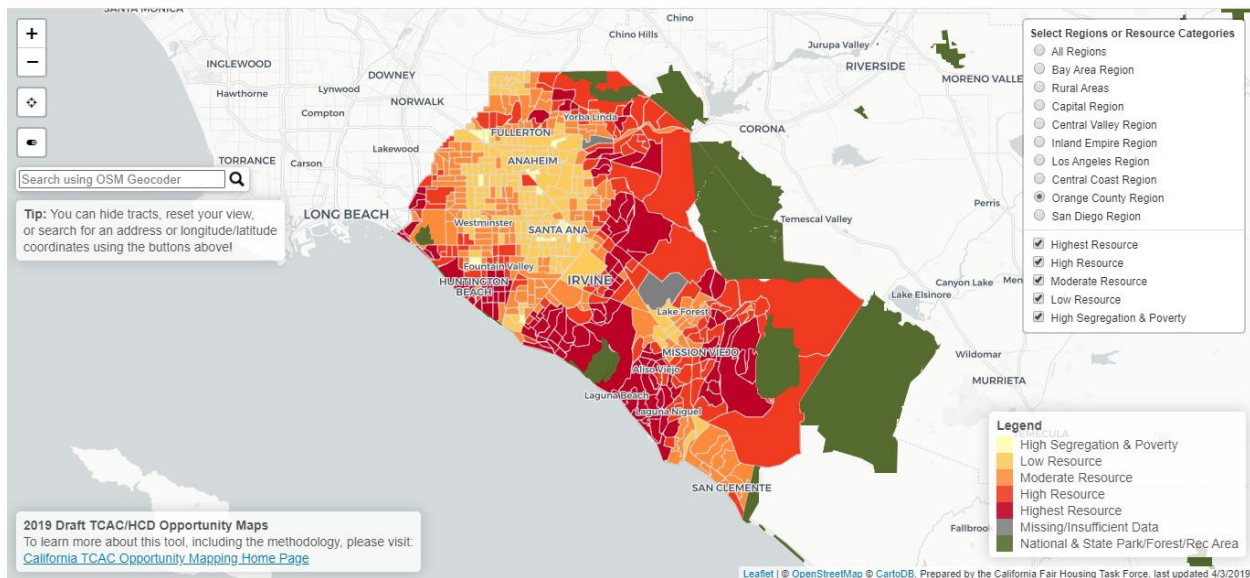 SANTA MONICA
Chino
Chino Hills
Jurupa Valley
RIVERSIDE
INGLEWOOD
Hawthorne
DOWNEY
Lynwood
Compton
NORWALK
MORENO VALLE
CORONA
Yorba Linda
FULLERTON
Lakewood
TORRANCE
Carson
ANAHEIM
Perris
Temescal Valley
LONG BEACH
Westminster
SANTA ANA
Fountain Valley
HUNTINGTON
BEACH
IRVINE
Canyon Lake
Men
Lake Elsinore
Lake Forest
MISSION VIEJO
Wildomar
Aliso Viejo
MURRIETA
Laguna Beach
Laguna Niguel
TEMECULA
SAN CLEMENTE
Fallbroo
+
−
Search using OSM Geocoder
Tip: You can hide tracts, reset your view,
or search for an address or longitude/latitude
coordinates using the buttons above!
Select Regions or Resource Categories
All Regions
Bay Area Region
Rural Areas
Capital Region
Central Valley Region
Inland Empire Region
Los Angeles Region
Central Coast Region
Orange County Region
San Diego Region
Highest Resource
High Resource
Moderate Resource
Low Resource
High Segregation & Poverty
Legend
High Segregation & Poverty
Low Resource
Moderate Resource
High Resource
Highest Resource
Missing/Insufficient Data
National & State Park/Forest/Rec Area
2019 Draft TCAC/HCD Opportunity Maps
To learn more about this tool, including the methodology, please visit:
California TCAC Opportunity Mapping Home Page
Leaflet | © OpenStreetMap © CartoDB, Prepared by the California Fair Housing Task Force, last updated 4/3/2019